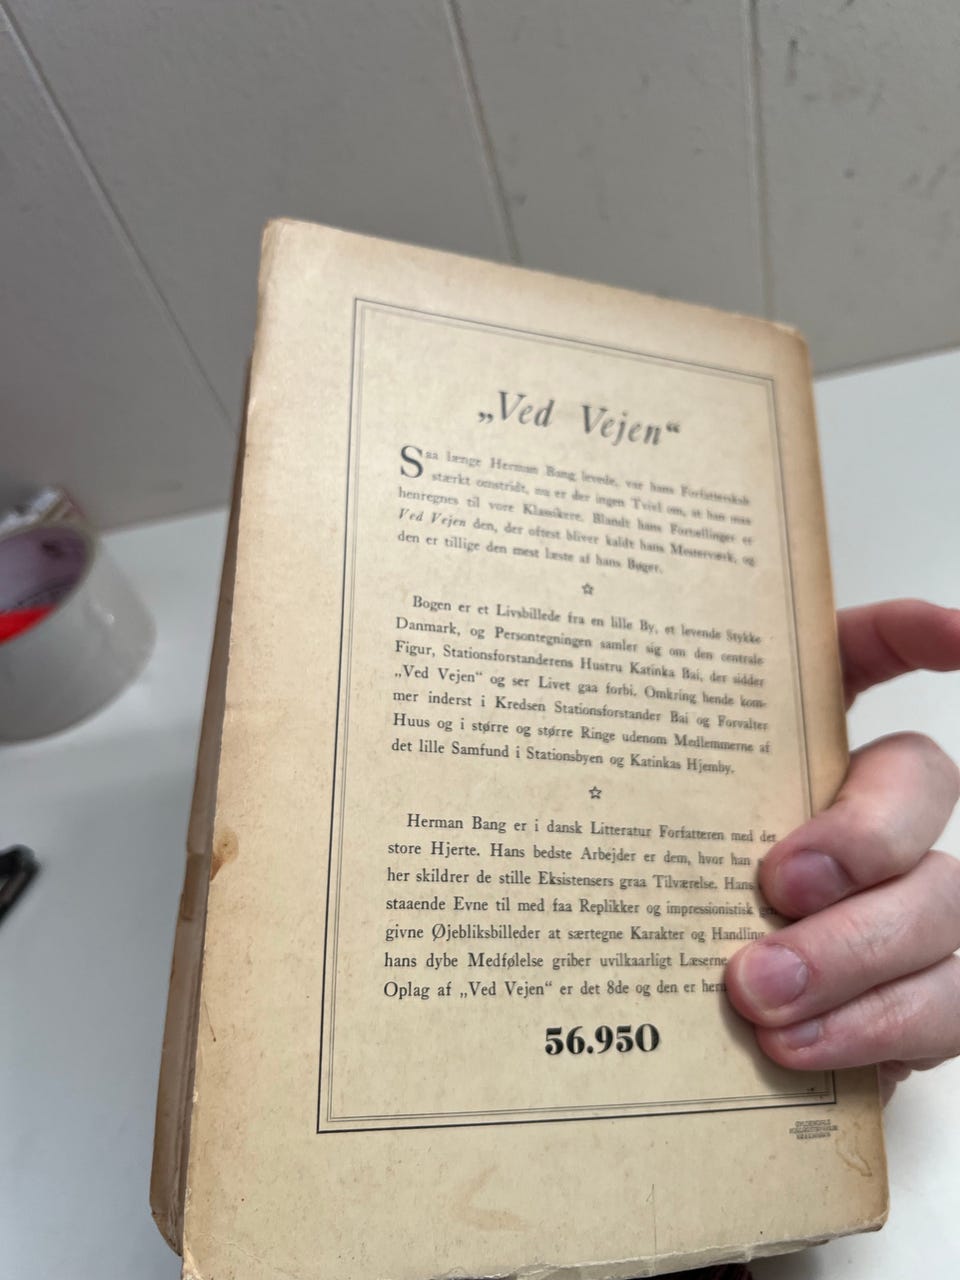 „Ved Vejen“
Saa længe Herman Bang levede, var hans Forfatterskab
stærkt omstridt, nu er der ingen Tvivl om, at han maa
henregnes til vore Klassikere. Blandt hans Fortællinger er
Ved Vejen den, der oftest bliver kaldt hans Mesterværk, og
den er tillige den mest læste af hans Bøger.
☆
Bogen er et Livsbillede fra en lille By, et levende Stykke
Danmark, og Persontegningen samler sig om den centrale
Figur, Stationsforstanderens Hustru Katinka Bai, der sidder
„Ved Vejen“ og ser Livet gaa forbi. Omkring hende kom-
mer inderst i Kredsen Stationsforstander Bai og Forvalter
Huus og i større og større Ringe udenom Medlemmerne af
det lille Samfund i Stationsbyen og Katinkas Hjemby.
☆
Herman Bang er i dansk Litteratur Forfatteren med det
store Hjerte. Hans bedste Arbejder er dem, hvor han
her skildrer de stille Eksistensers graa Tilværelse. Hans
staaende Evne til med faa Replikker og impressionistisk
givne Øjebliksbilleder at særtegne Karakter og Handling
hans dybe Medfølelse griber uvilkaarligt Læserne
Oplag af „Ved Vejen“ er det 8de og den er
56.950